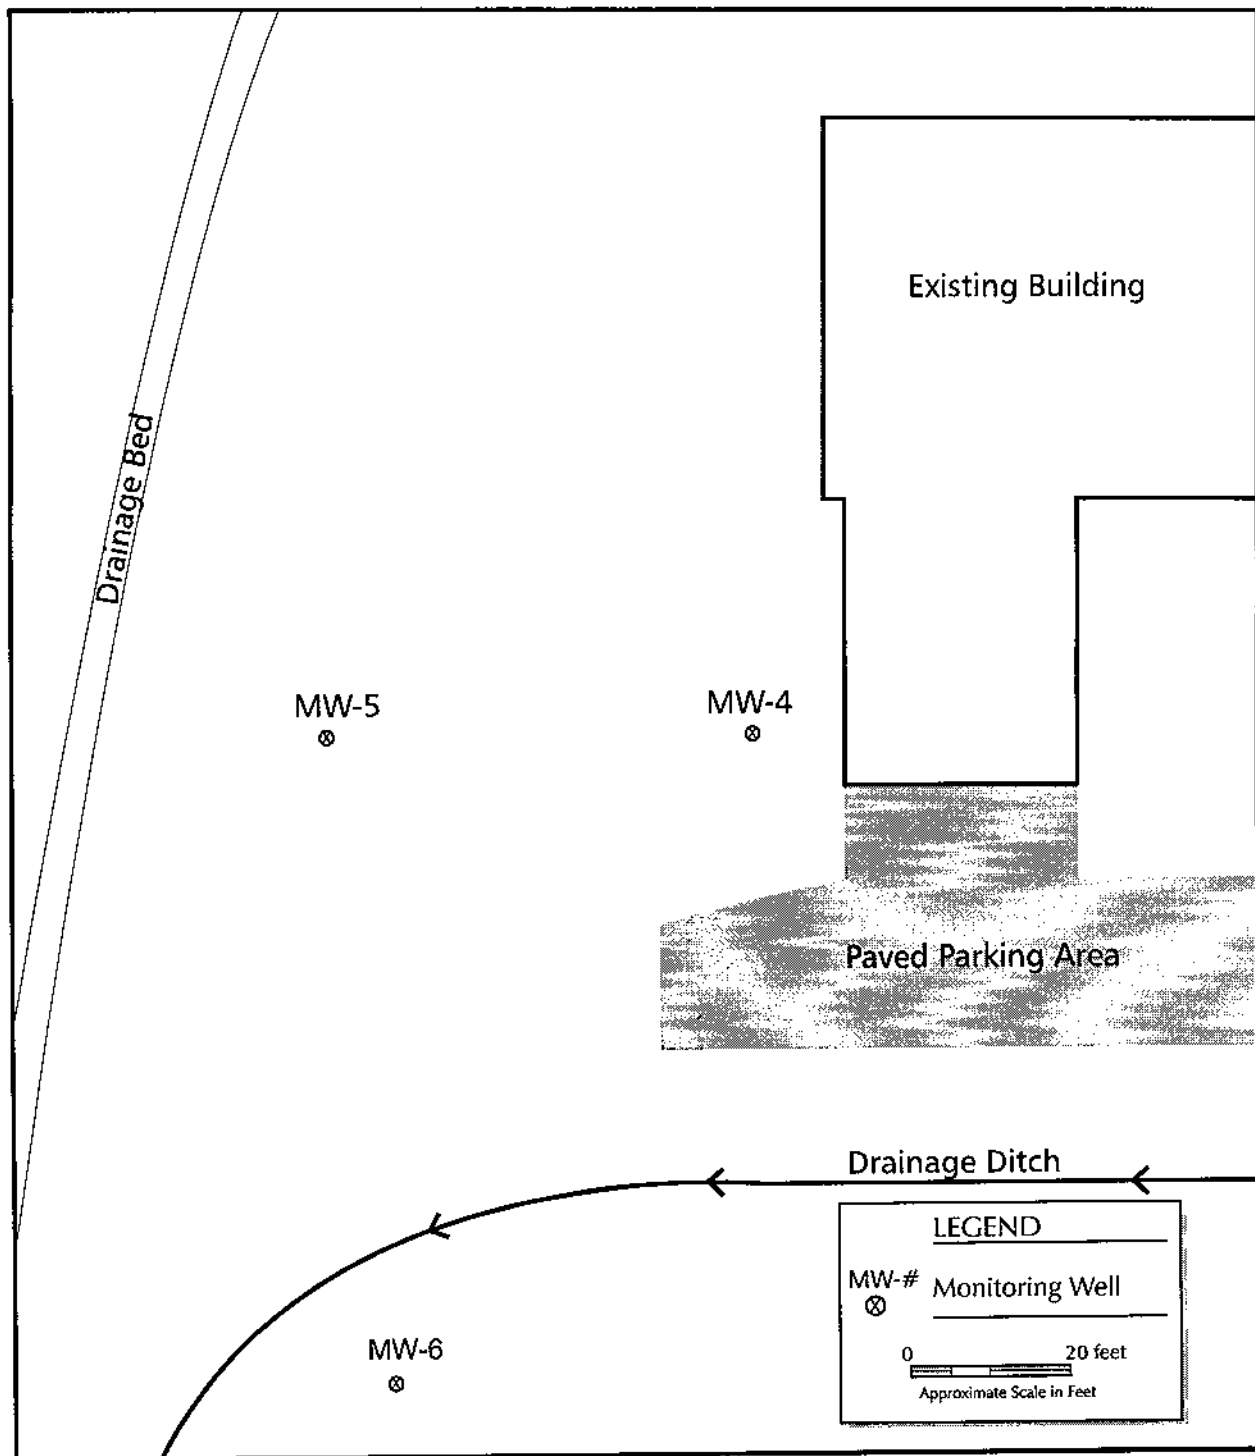 Existing Building
Drainage Bed
MW-5
MW-4
Paved Parking Area
Drainage Ditch
LEGEND
MW-#
Monitoring Well
0 20 feet
Approximate Scale in Feet
MW-6